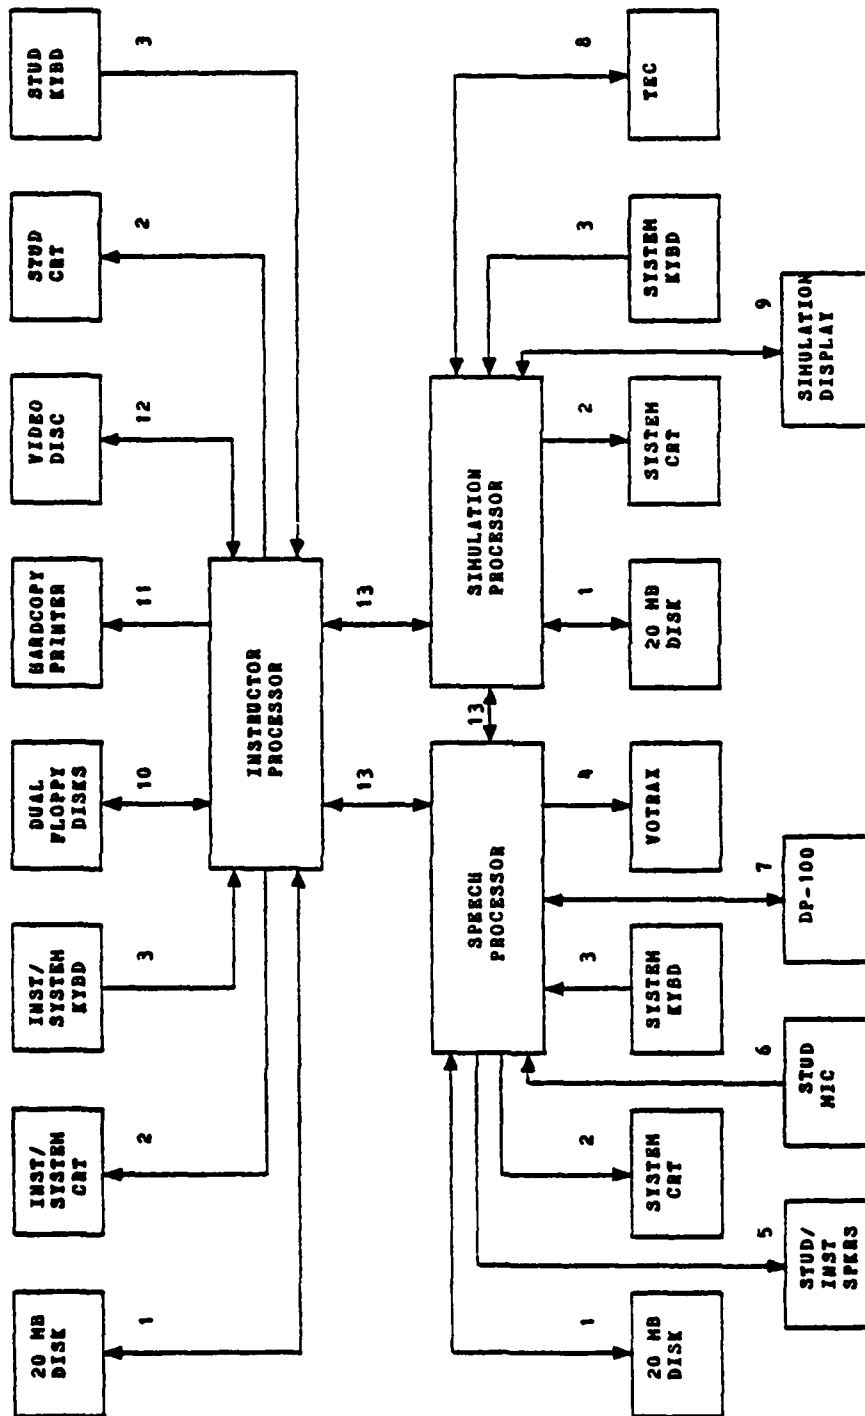 20 MB
DISK
INST/
SYSTEM
CRT
INST/
SYSTEM
KYBD
DUAL
FLOPPY
DISKS
HARDCOPY
PRINTER
VIDEO
DISC
STUD
CRT
STUD
KYBD
1
2
3
10
11
12
2
3
INSTRUCTOR
PROCESSOR
13
13
SPEECH
PROCESSOR
13
SIMULATION
PROCESSOR
1
2
3
4
1
2
3
8
20 MB
DISK
SYSTEM
CRT
SYSTEM
KYBD
VOTRAX
20 MB
DISK
SYSTEM
CRT
SYSTEM
KYBD
TEC
5
6
7
9
STUD/
INST
SPKRS
STUD
MIC
DP-100
SIMULATION
DISPLAY